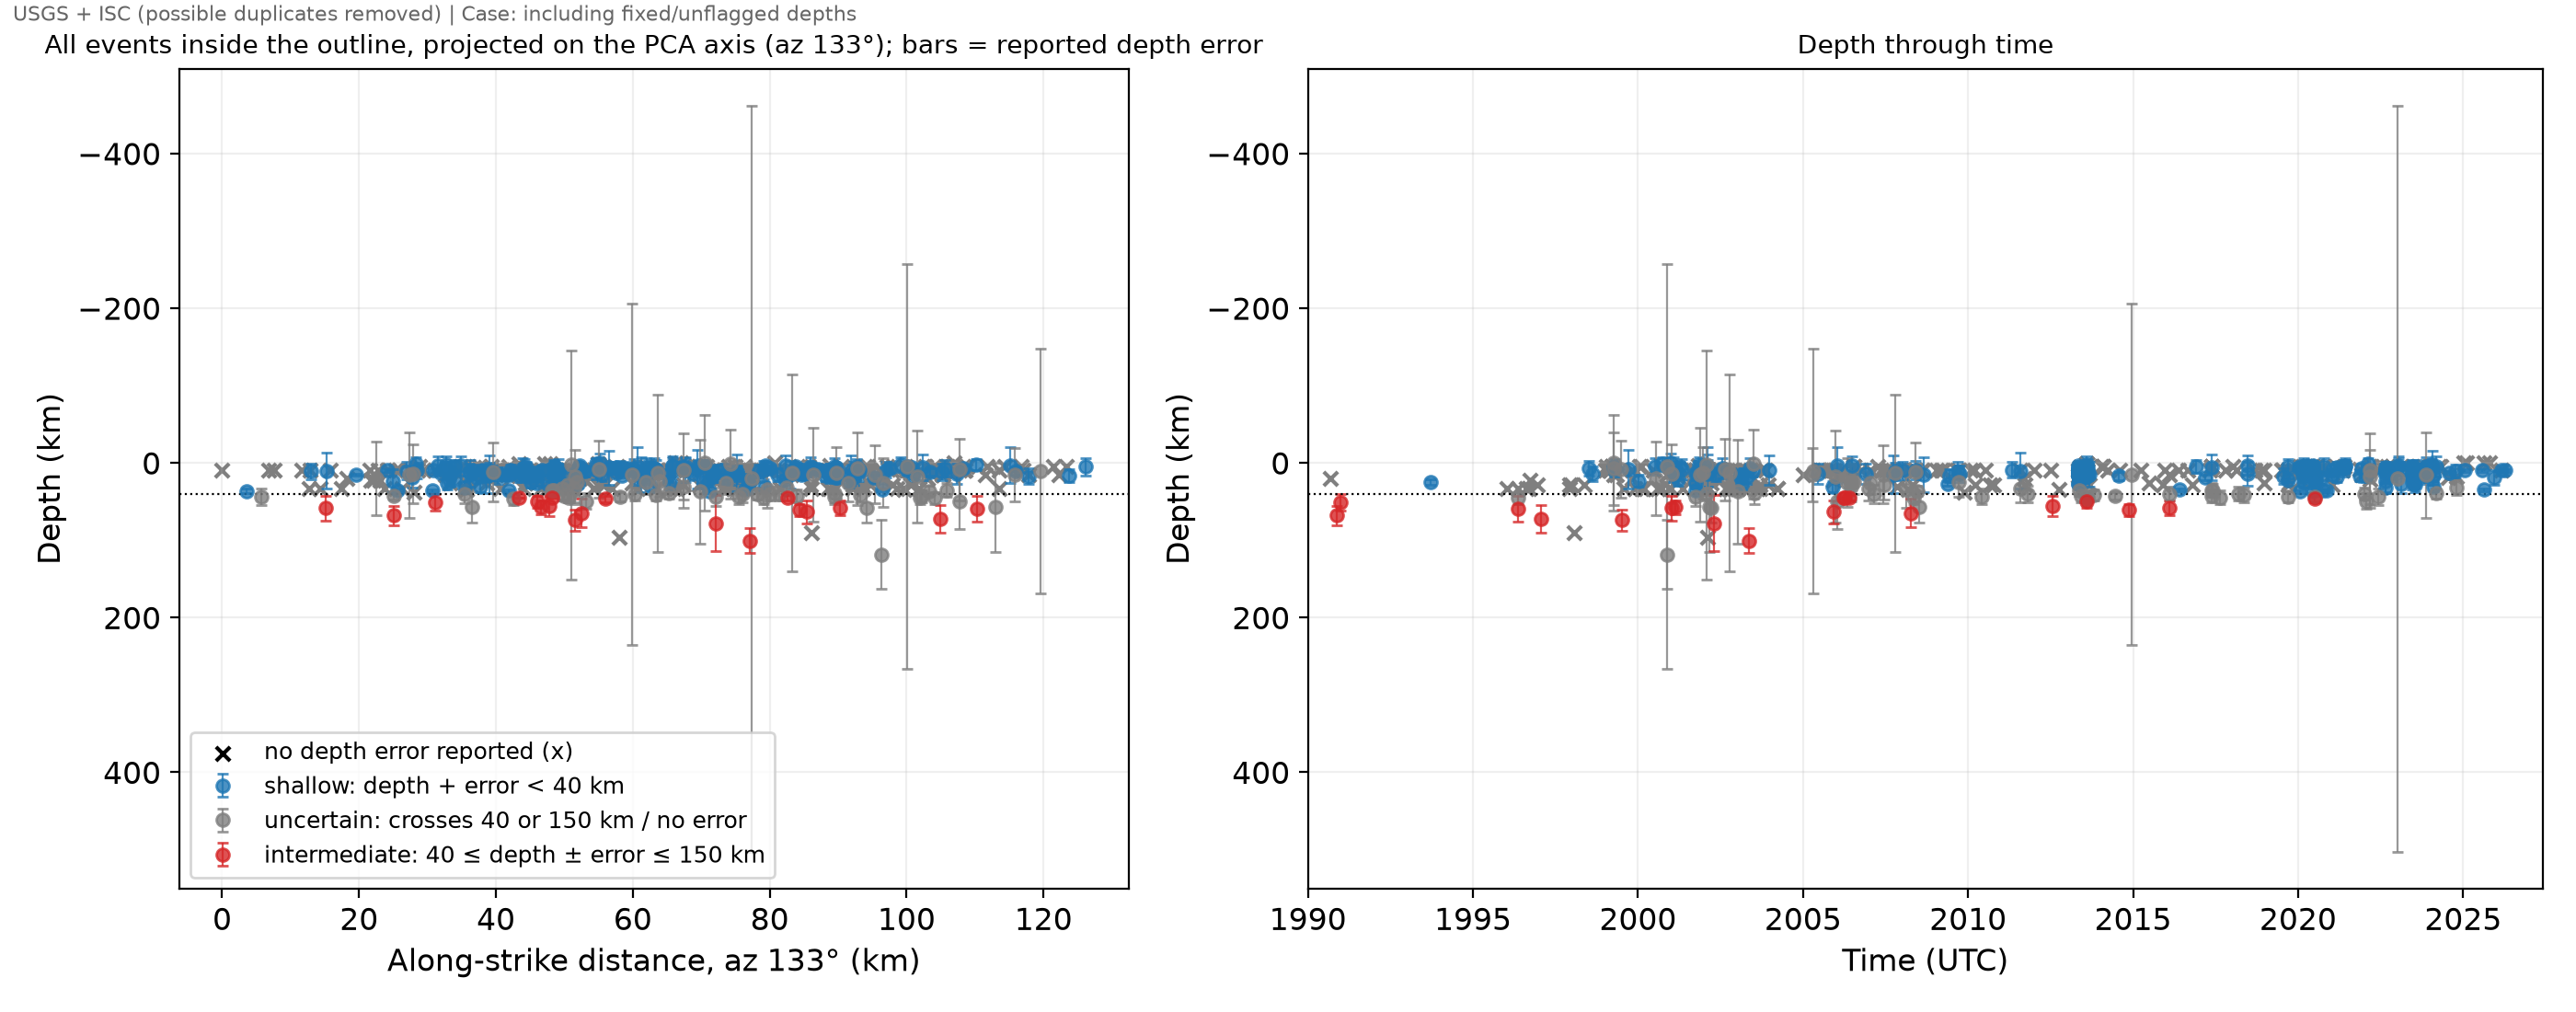 USGS + ISC (possible duplicates removed) | Case: including fixed/unflagged depths
All events inside the outline, projected on the PCA axis (az 133°); bars = reported depth error
Depth (km)
−400
−200
0
200
400
no depth error reported (x)
shallow: depth + error < 40 km
uncertain: crosses 40 or 150 km / no error
intermediate: 40 ≤ depth ± error ≤ 150 km
0 20 40 60 80 100 120
Along-strike distance, az 133° (km)
Depth through time
Depth (km)
−400
−200
0
200
400
1990 1995 2000 2005 2010 2015 2020 2025
Time (UTC)